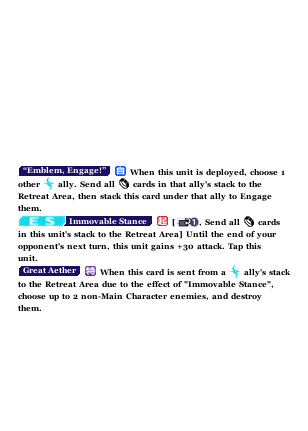 "Emblem, Engage!" 自 When this unit is deployed, choose 1
other ally. Send all cards in that ally's stack to the
Retreat Area, then stack this card under that ally to Engage
them.
ES Immovable Stance 起 [ 1, Send all cards
in this unit's stack to the Retreat Area] Until the end of your
opponent's next turn, this unit gains +30 attack. Tap this
unit.
Great Aether When this card is sent from a ally's stack
to the Retreat Area due to the effect of "Immovable Stance",
choose up to 2 non-Main Character enemies, and destroy
them.